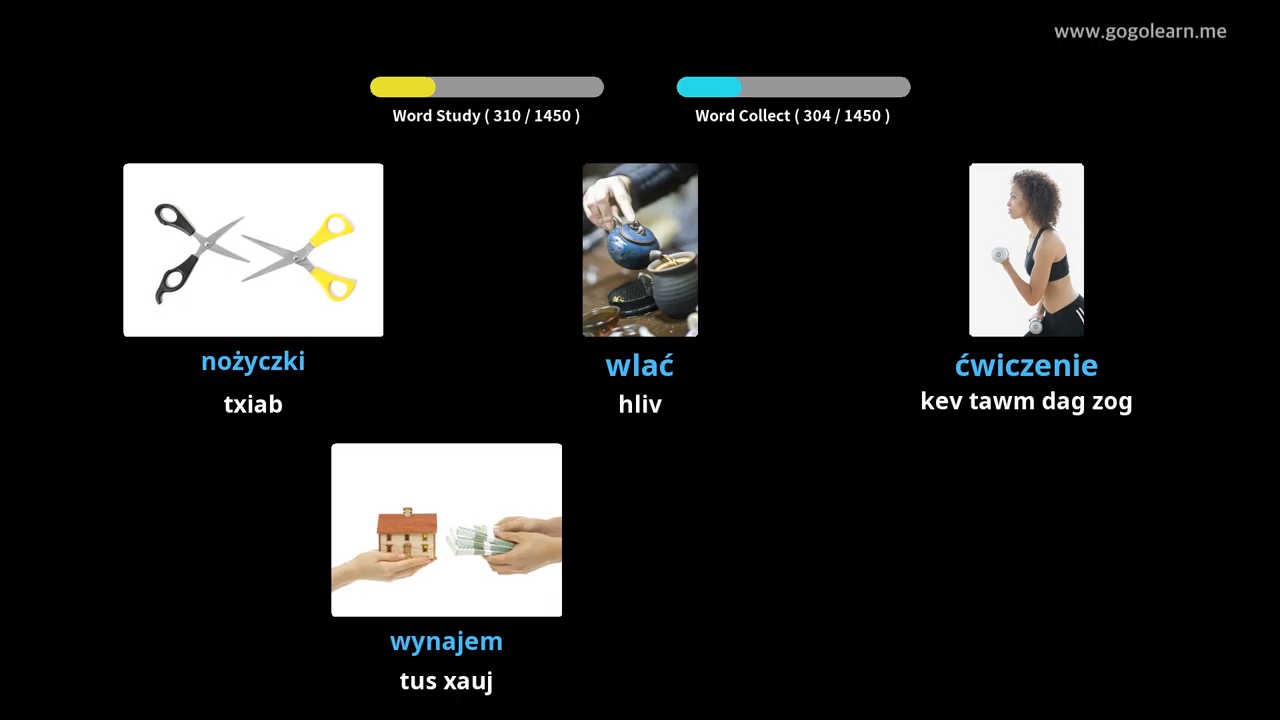 www.gogolearn.me
Word Study ( 310 / 1450 )
Word Collect ( 304 / 1450 )
nożyczki
txiab
wlać
hliv
ćwiczenie
kev tawm dag zog
wynajem
tus xauj